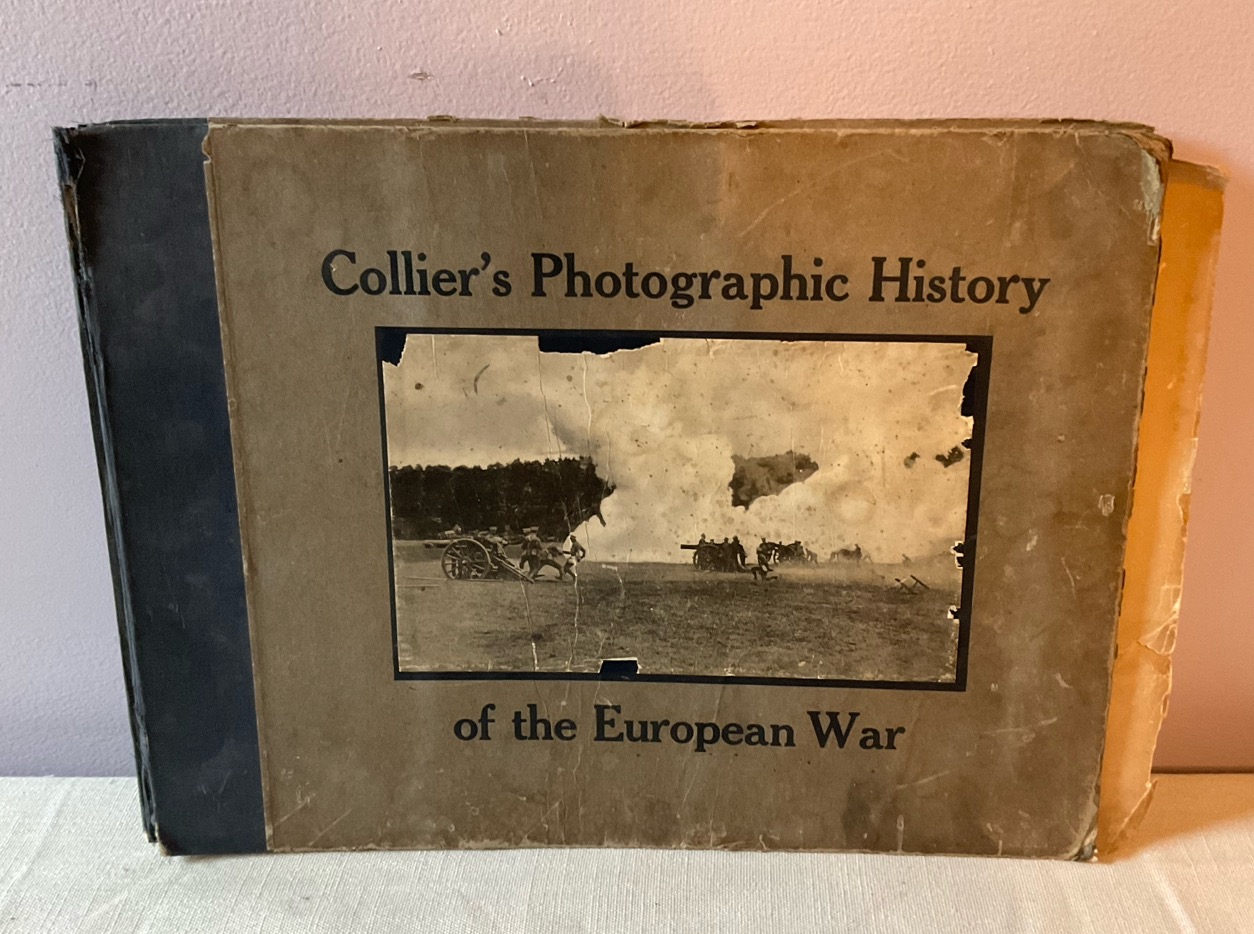 Collier's Photographic History
of the European War